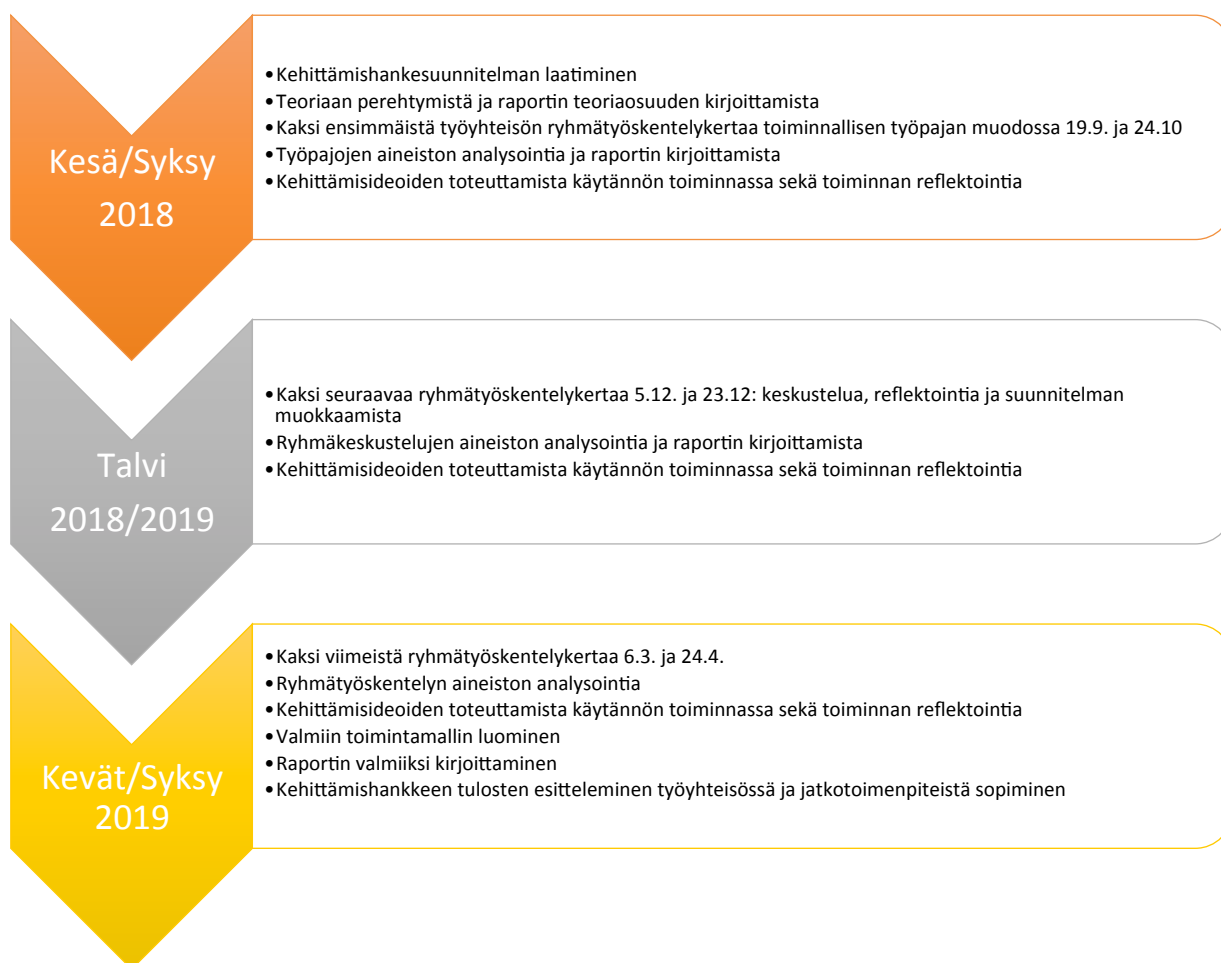 Kesä/Syksy
2018
•Kehittämishankesuunnitelman laatiminen
•Teoriaan perehtymistä ja raportin teoriaosuuden kirjoittamista
•Kaksi ensimmäistä työyhteisön ryhmätyöskentelykertaa toiminnallisen työpajan muodossa 19.9. ja 24.10
•Työpajojen aineiston analysointia ja raportin kirjoittamista
•Kehittämisideoiden toteuttamista käytännön toiminnassa sekä toiminnan reflektointia
Talvi
2018/2019
•Kaksi seuraavaa ryhmätyöskentelykertaa 5.12. ja 23.12: keskustelua, reflektointia ja suunnitelman
muokkaamista
•Ryhmäkeskustelujen aineiston analysointia ja raportin kirjoittamista
•Kehittämisideoiden toteuttamista käytännön toiminnassa sekä toiminnan reflektointia
Kevät/Syksy
2019
•Kaksi viimeistä ryhmätyöskentelykertaa 6.3. ja 24.4.
•Ryhmätyöskentelyn aineiston analysointia
•Kehittämisideoiden toteuttamista käytännön toiminnassa sekä toiminnan reflektointia
•Valmiin toimintamallin luominen
•Raportin valmiiksi kirjoittaminen
•Kehittämishankkeen tulosten esitteleminen työyhteisössä ja jatkotoimenpiteistä sopiminen